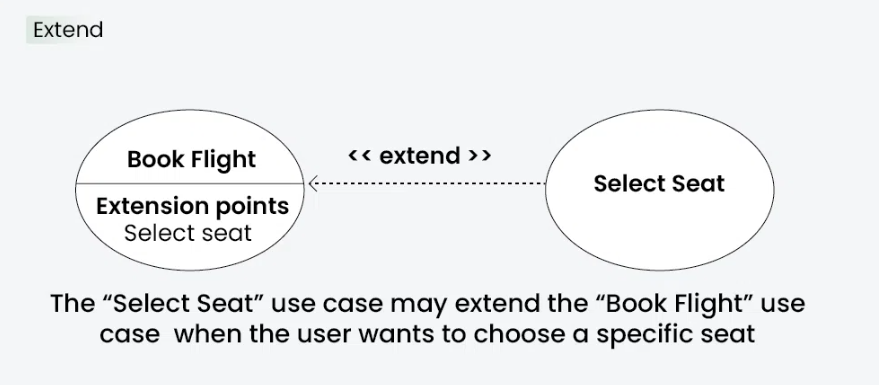 Extend
Book Flight
<< extend >>
Select Seat
Extension points
Select seat
The “Select Seat” use case may extend the “Book Flight” use
case when the user wants to choose a specific seat